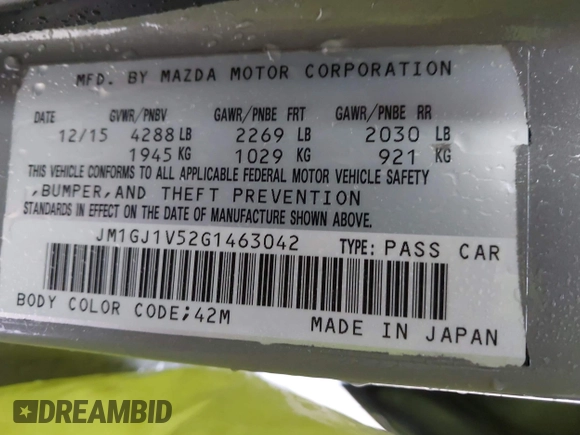 MFD. BY MAZDA MOTOR CORPORATION
DATE GVWR/PNBV GAWR/PNBE FRT GAWR/PNBE RR
12/15 4288 LB 2269 LB 2030 LB
1945 KG 1029 KG 921 KG
THIS VEHICLE CONFORMS TO ALL APPLICABLE FEDERAL MOTOR VEHICLE SAFETY
,BUMPER,AND THEFT PREVENTION
STANDARDS IN EFFECT ON THE DATE OF MANUFACTURE SHOWN ABOVE.
JM1GJ1V52G1463042 TYPE: PASS CAR
BODY COLOR CODE;42M MADE IN JAPAN
DREAMBID